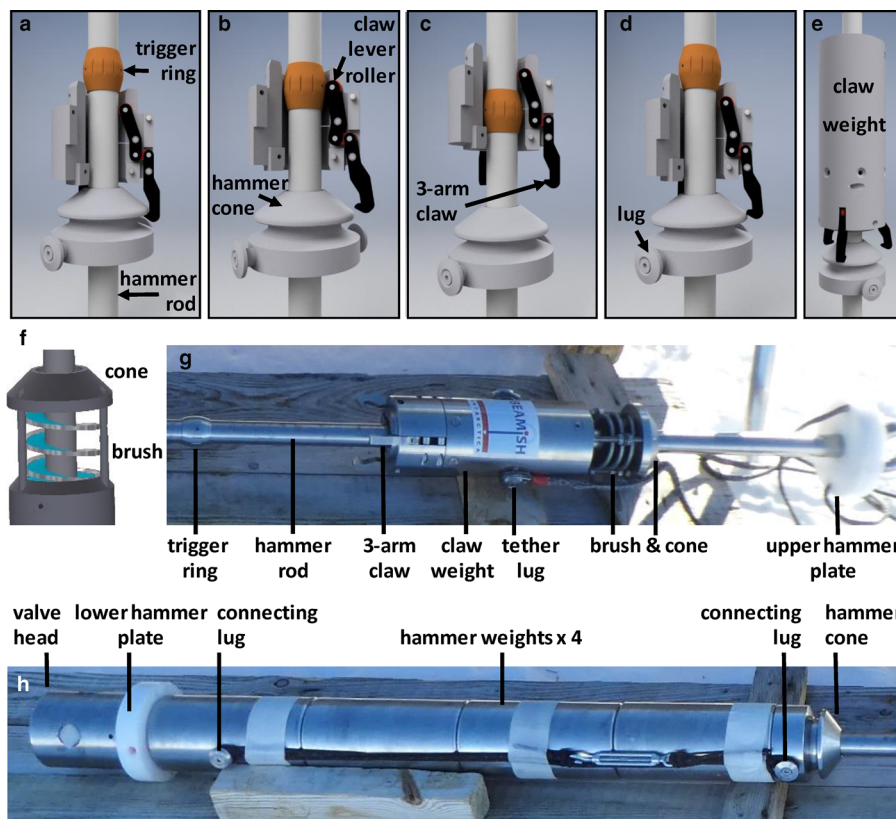 a
b
c
d
e
trigger
ring
claw
lever
roller
hammer
cone
3-arm
claw
lug
hammer
rod
claw
weight
f
cone
brush
g
BEAMISH
ANTARCTICA
trigger
ring
hammer
rod
3-arm
claw
claw
weight
tether
lug
brush & cone
upper hammer
plate
valve
head
lower hammer
plate
connecting
lug
hammer weights x 4
connecting
lug
hammer
cone
h